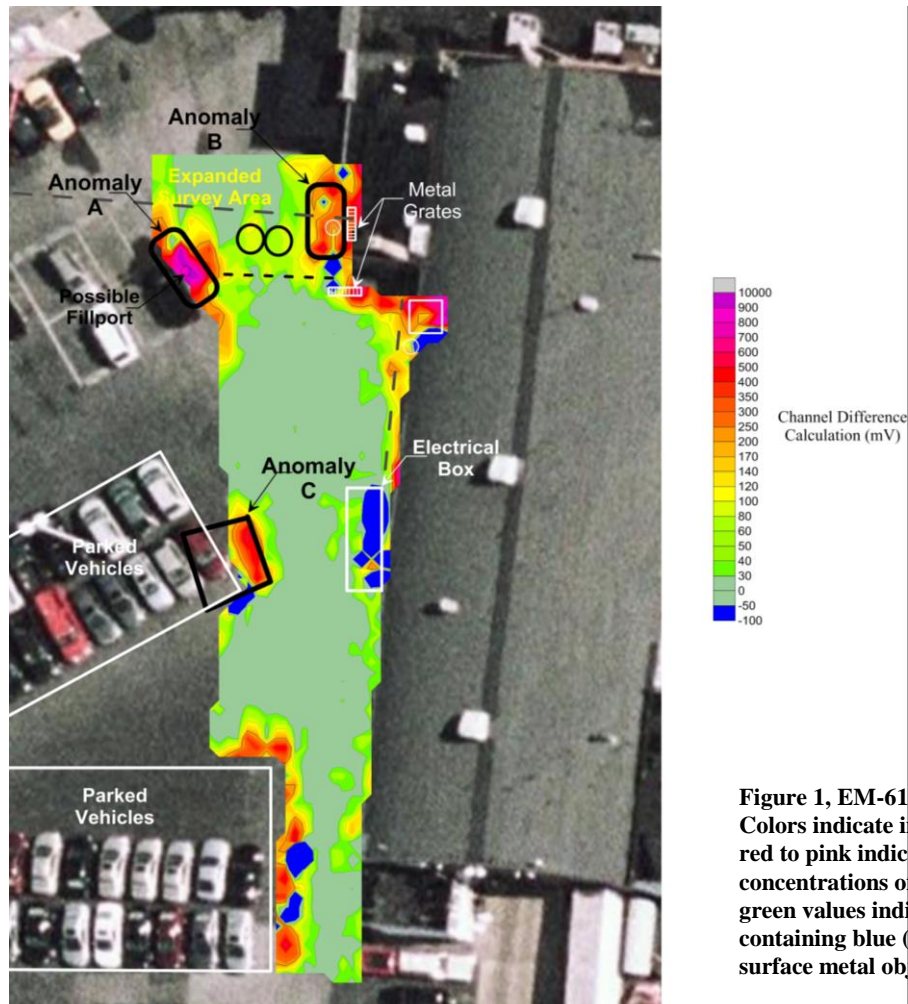 Anomaly
B
Anomaly
A
Expanded
Survey Area
Metal
Grates
Possible
Fillport
Electrical
Box
Anomaly
C
Parked
Vehicles
Parked
Vehicles
10000
900
800
700
600
500
400
350
300
250
200
170
140
120
100
80
60
50
40
30
0
-50
-100
Channel Difference
Calculation (mV)
Figure 1, EM-61
Colors indicate
red to pink indic
concentrations
green values indi
containing blue (
surface metal